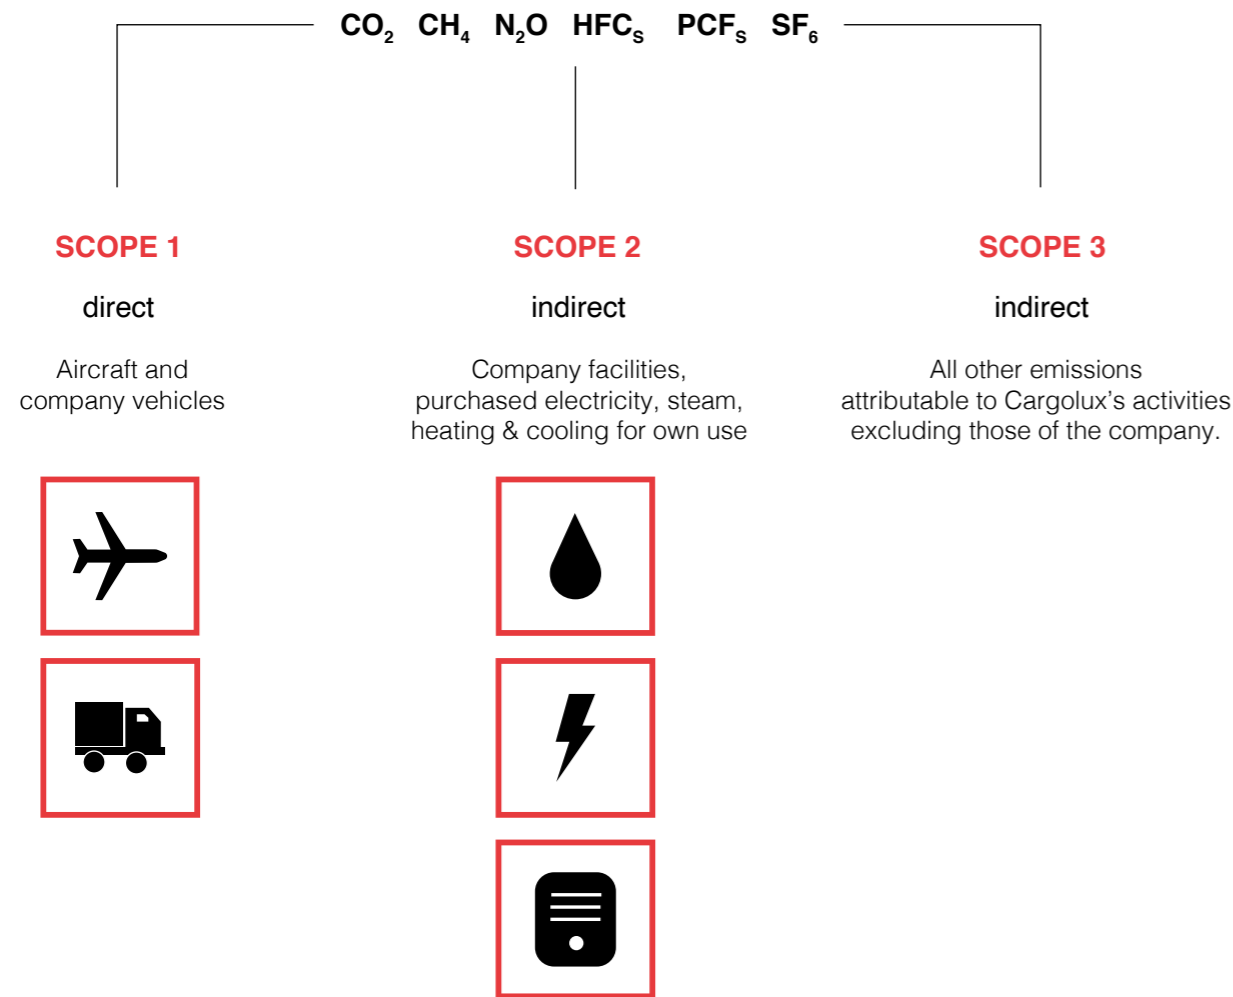 CO₂ CH₄ N₂O HFCₛ PCFₛ SF₆
SCOPE 1
direct
Aircraft and
company vehicles
SCOPE 2
indirect
Company facilities,
purchased electricity, steam,
heating & cooling for own use
SCOPE 3
indirect
All other emissions
attributable to Cargolux’s activities
excluding those of the company.